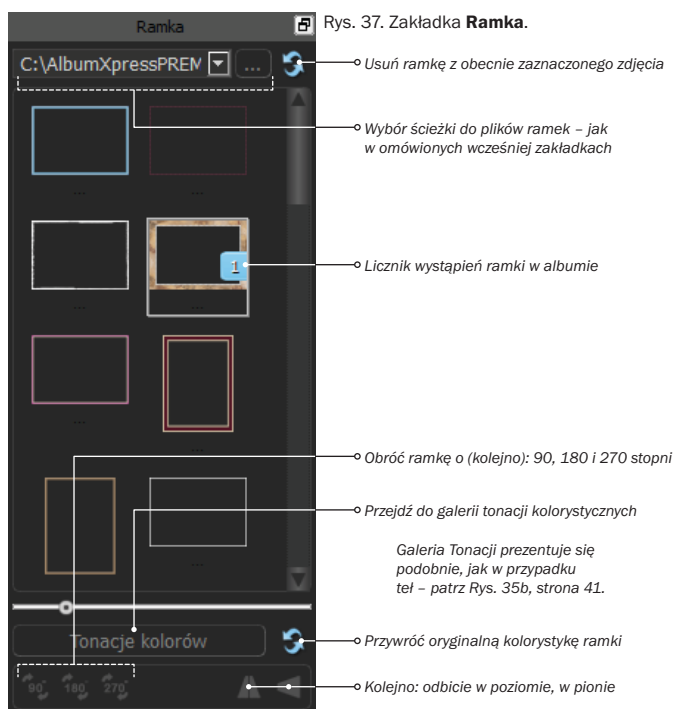 Ramka
Rys. 37. Zakładka Ramka.
C:\AlbumXpressPREM
...
Usuń ramkę z obecnie zaznaczonego zdjęcia
Wybór ścieżki do plików ramek – jak
w omówionych wcześniej zakładkach
...
...
1
Licznik wystąpień ramki w albumie
...
...
...
...
Obróć ramkę o (kolejno): 90, 180 i 270 stopni
...
Przejdź do galerii tonacji kolorystycznych
Galeria Tonacji prezentuje się
podobnie, jak w przypadku
teł – patrz Rys. 35b, strona 41.
Tonacje kolorów
Przywróć oryginalną kolorystykę ramki
90° 180° 270°
Kolejno: odbicie w poziomie, w pionie